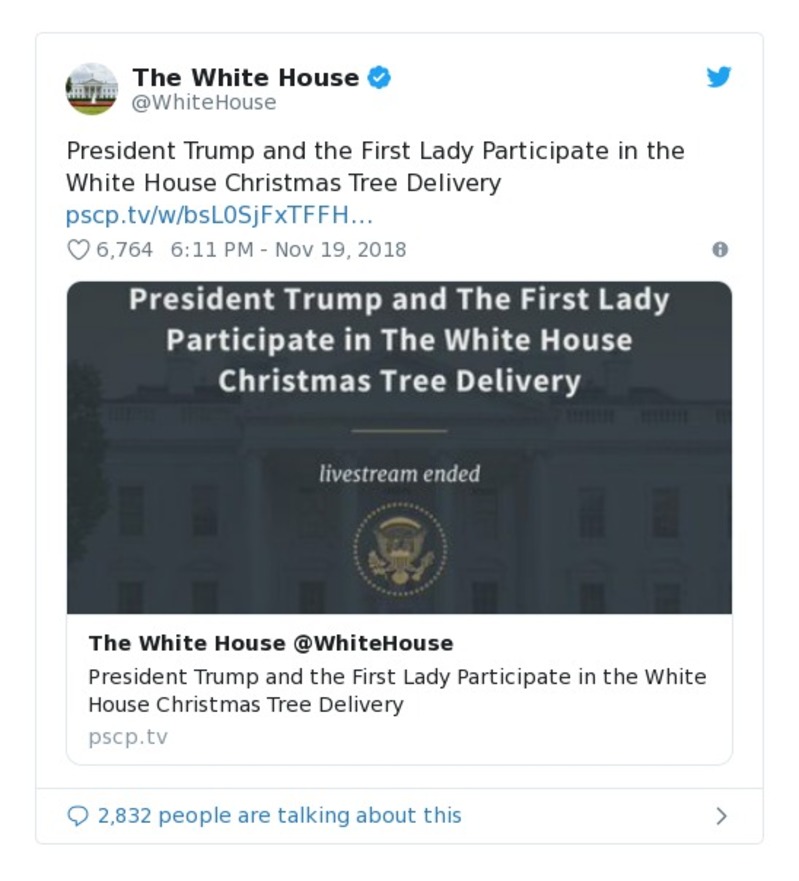 The White House
@WhiteHouse
President Trump and the First Lady Participate in the
White House Christmas Tree Delivery
pscp.tv/w/bsL0SjFxTFFH…
6,764 6:11 PM - Nov 19, 2018
President Trump and The First Lady
Participate in The White House
Christmas Tree Delivery
livestream ended
The White House @WhiteHouse
President Trump and the First Lady Participate in the White
House Christmas Tree Delivery
pscp.tv
2,832 people are talking about this